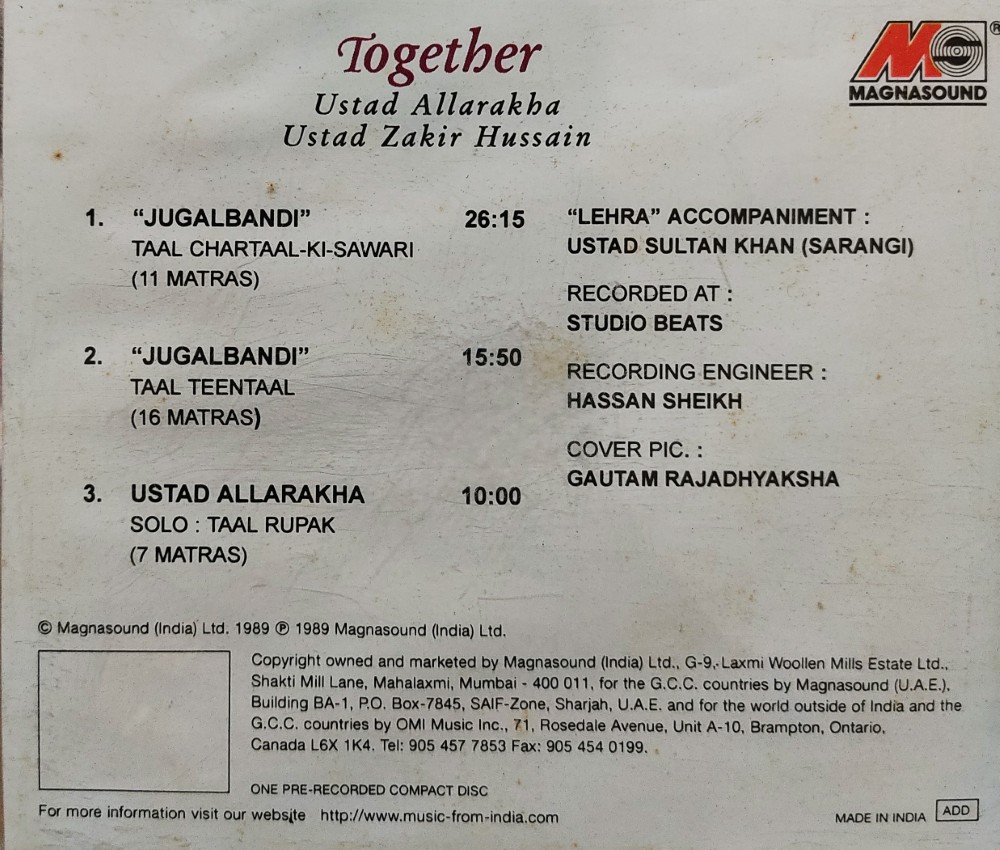 Together
Ustad Allarakha
Ustad Zakir Hussain
MC ®
MAGNASOUND
1. “JUGALBANDI” 26:15
TAAL CHARTAAL-KI-SAWARI
(11 MATRAS)
2. “JUGALBANDI” 15:50
TAAL TEENTAAL
(16 MATRAS)
3. USTAD ALLARAKHA 10:00
SOLO : TAAL RUPAK
(7 MATRAS)
“LEHRA” ACCOMPANIMENT :
USTAD SULTAN KHAN (SARANGI)
RECORDED AT :
STUDIO BEATS
RECORDING ENGINEER :
HASSAN SHEIKH
COVER PIC. :
GAUTAM RAJADHYAKSHA
© Magnasound (India) Ltd. 1989 ℗ 1989 Magnasound (India) Ltd.
Copyright owned and marketed by Magnasound (India) Ltd., G-9, Laxmi Woollen Mills Estate Ltd.,
Shakti Mill Lane, Mahalaxmi, Mumbai - 400 011, for the G.C.C. countries by Magnasound (U.A.E.),
Building BA-1, P.O. Box-7845, SAIF-Zone, Sharjah, U.A.E. and for the world outside of India and the
G.C.C. countries by OMI Music Inc., 71, Rosedale Avenue, Unit A-10, Brampton, Ontario,
Canada L6X 1K4. Tel: 905 457 7853 Fax: 905 454 0199.
ONE PRE-RECORDED COMPACT DISC
For more information visit our website http://www.music-from-india.com
MADE IN INDIA ADD